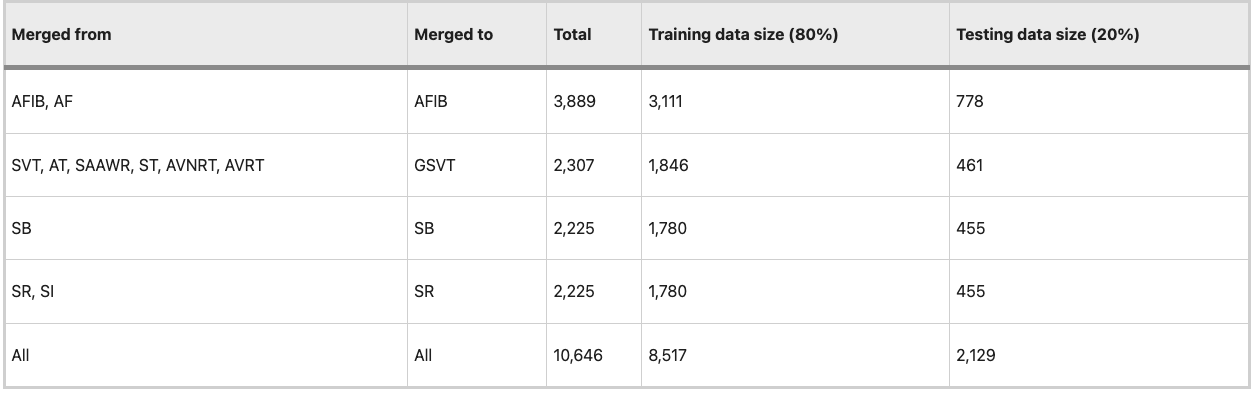 Merged from Merged to Total Training data size (80%) Testing data size (20%)
AFIB, AF AFIB 3,889 3,111 778
SVT, AT, SAAWR, ST, AVNRT, AVRT GSVT 2,307 1,846 461
SB SB 2,225 1,780 455
SR, SI SR 2,225 1,780 455
All All 10,646 8,517 2,129